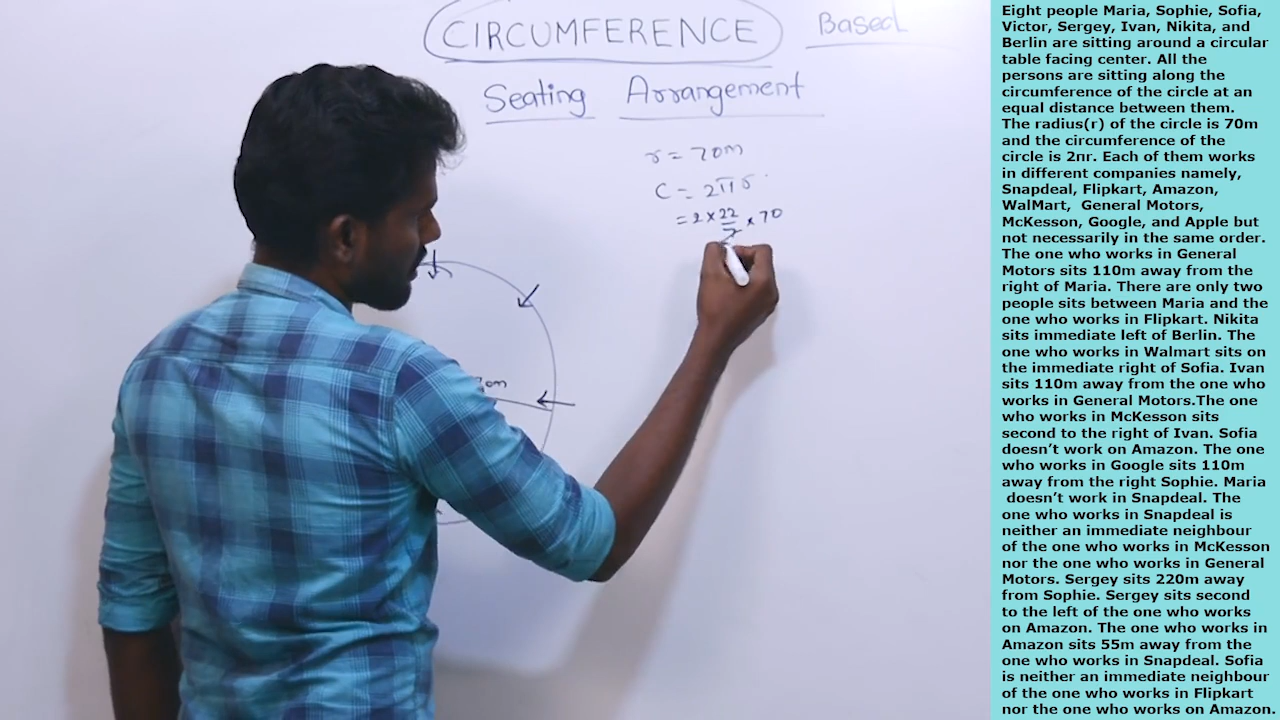 CIRCUMFERENCE Based
Seating Arrangement
r = 70m
C = 2πr
= 2 × 22/7 × 70
70m
Eight people Maria, Sophie, Sofia,
Victor, Sergey, Ivan, Nikita, and
Berlin are sitting around a circular
table facing center. All the
persons are sitting along the
circumference of the circle at an
equal distance between them.
The radius(r) of the circle is 70m
and the circumference of the
circle is 2пr. Each of them works
in different companies namely,
Snapdeal, Flipkart, Amazon,
WalMart, General Motors,
McKesson, Google, and Apple but
not necessarily in the same order.
The one who works in General
Motors sits 110m away from the
right of Maria. There are only two
people sits between Maria and the
one who works in Flipkart. Nikita
sits immediate left of Berlin. The
one who works in Walmart sits on
the immediate right of Sofia. Ivan
sits 110m away from the one who
works in General Motors.The one
who works in McKesson sits
second to the right of Ivan. Sofia
doesn’t work on Amazon. The one
who works in Google sits 110m
away from the right Sophie. Maria
doesn’t work in Snapdeal. The
one who works in Snapdeal is
neither an immediate neighbour
of the one who works in McKesson
nor the one who works in General
Motors. Sergey sits 220m away
from Sophie. Sergey sits second
to the left of the one who works
on Amazon. The one who works in
Amazon sits 55m away from the
one who works in Snapdeal. Sofia
is neither an immediate neighbour
of the one who works in Flipkart
nor the one who works on Amazon.